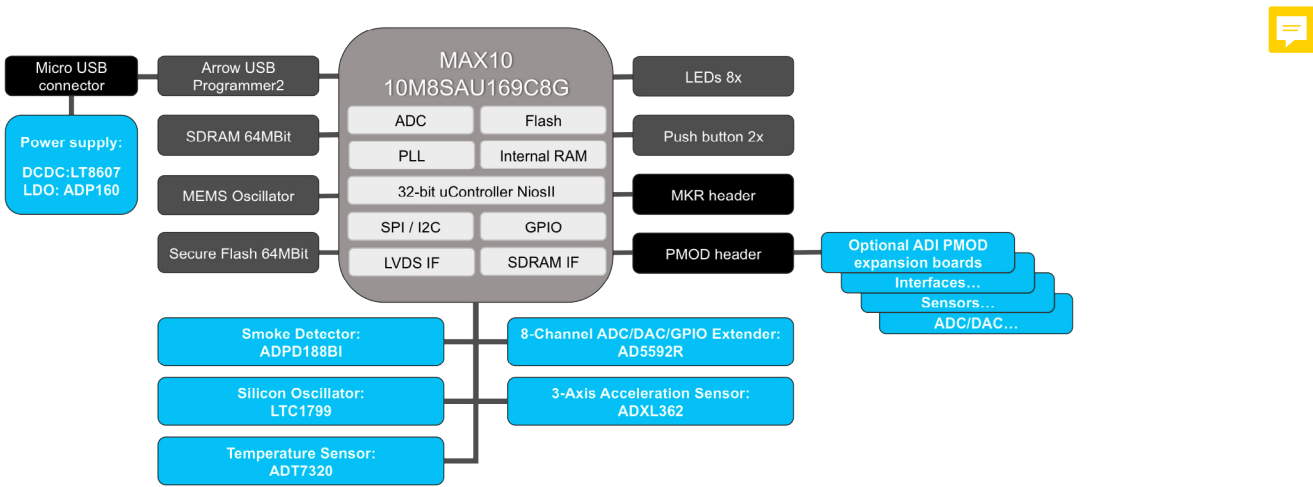 MAX10
10M8SAU169C8G
Micro USB
connector
Arrow USB
Programmer2
LEDs 8x
ADC
Flash
Power supply:
DCDC:LT8607
LDO: ADP160
SDRAM 64MBit
Push button 2x
PLL
Internal RAM
MEMS Oscillator
32-bit uController NiosII
MKR header
SPI / I2C
GPIO
Secure Flash 64MBit
LVDS IF
SDRAM IF
PMOD header
Optional ADI PMOD
expansion boards
Interfaces…
Sensors…
ADC/DAC…
Smoke Detector:
ADPD188BI
8-Channel ADC/DAC/GPIO Extender:
AD5592R
Silicon Oscillator:
LTC1799
3-Axis Acceleration Sensor:
ADXL362
Temperature Sensor:
ADT7320